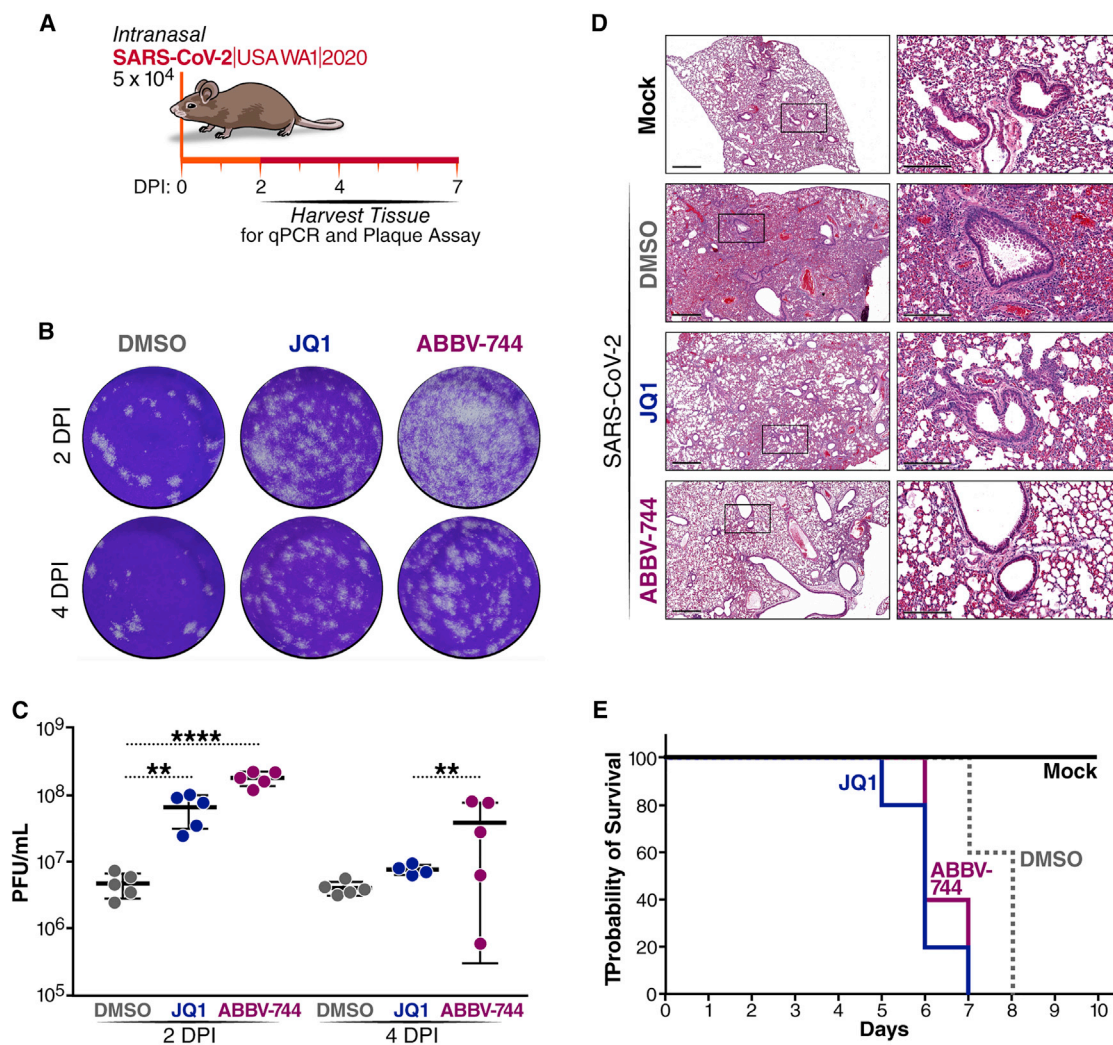 A
Intranasal
SARS-CoV-2|USA WA1|2020
5 x 10⁴
DPI: 0 2 4 7
Harvest Tissue
for qPCR and Plaque Assay
B
DMSO JQ1 ABBV-744
2 DPI
4 DPI
C
PFU/mL
10⁹
10⁸
10⁷
10⁶
10⁵
**
****
**
DMSO JQ1 ABBV-744 DMSO JQ1 ABBV-744
2 DPI 4 DPI
D
Mock
SARS-CoV-2
DMSO
JQ1
ABBV-744
E
TProbability of Survival
100
80
60
40
20
0
Mock
JQ1
DMSO
ABBV-
744
0 1 2 3 4 5 6 7 8 9 10
Days